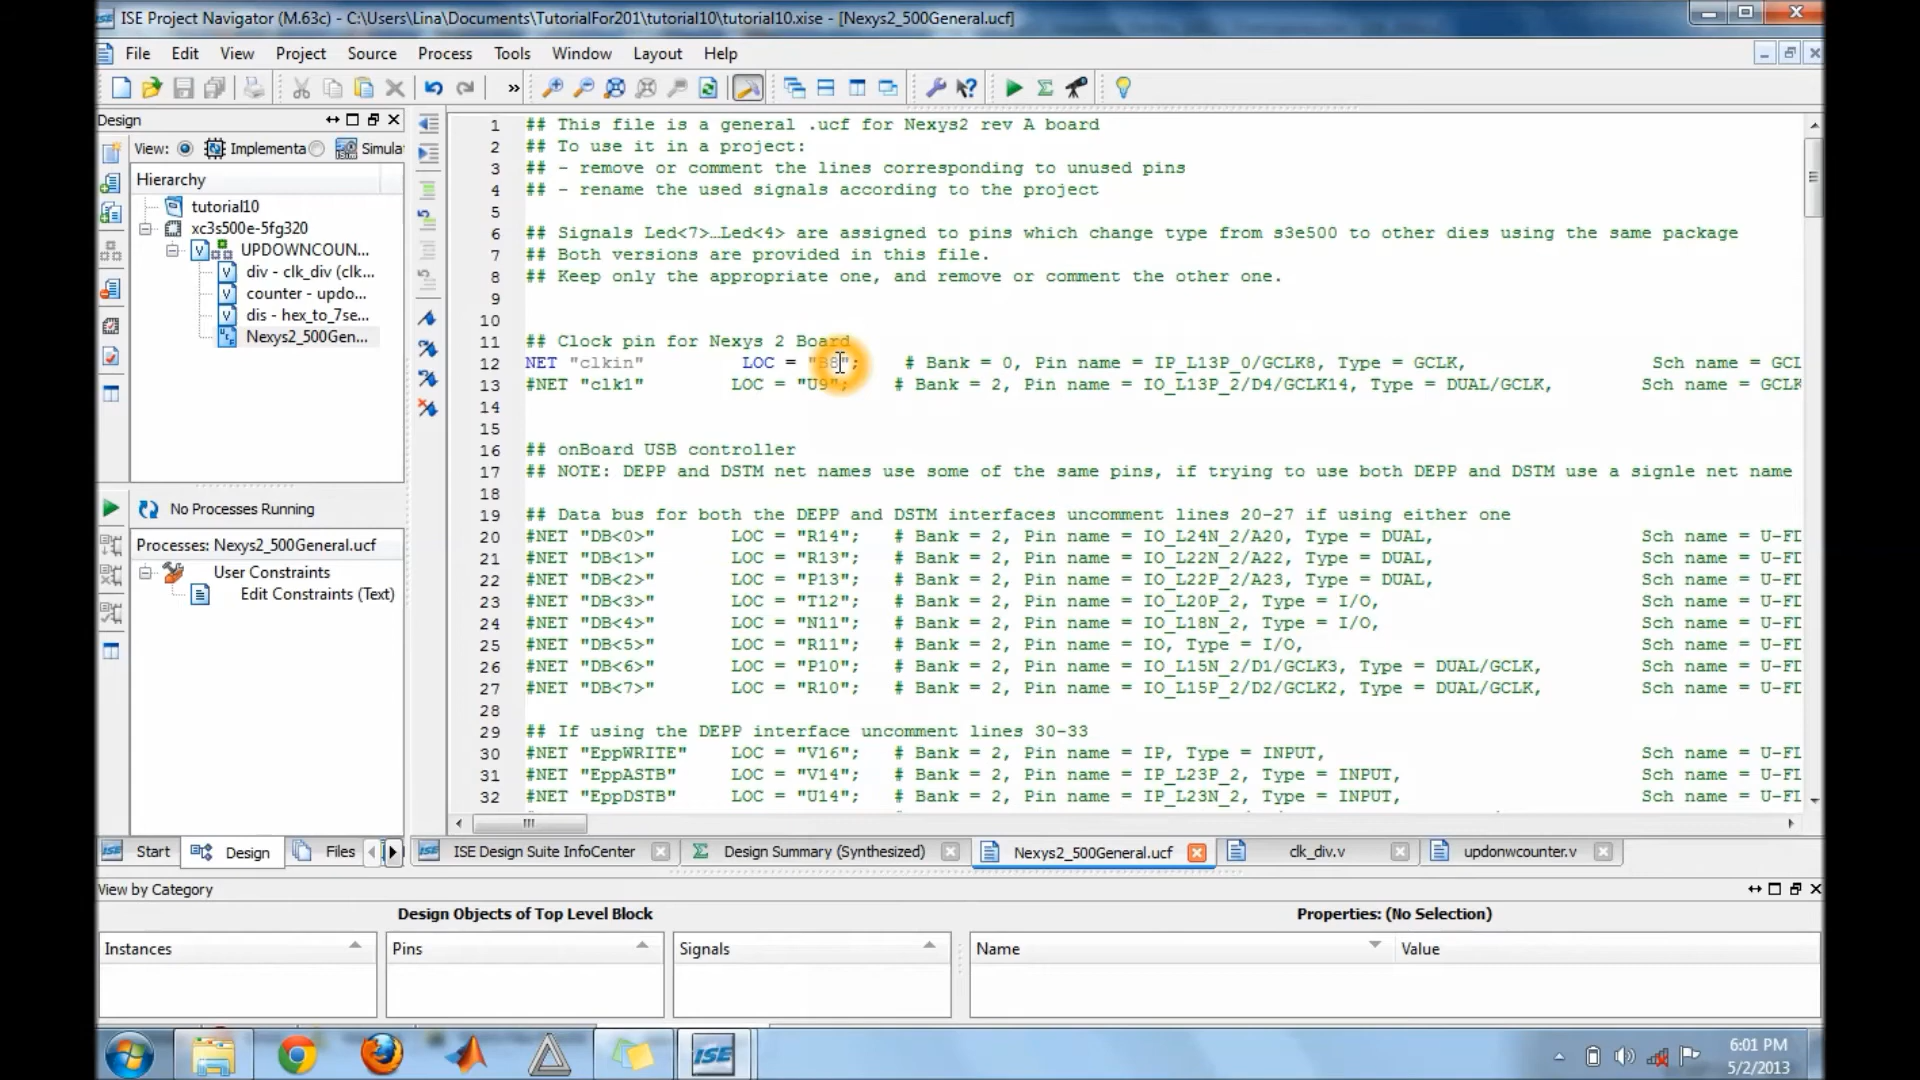 ISE Project Navigator (M.63c) - C:\Users\Lina\Documents\TutorialFor201\tutorial10\tutorial10.xise - [Nexys2_500General.ucf]
File Edit View Project Source Process Tools Window Layout Help
»
Design
View: Implementa Simulat
Hierarchy
tutorial10
xc3s500e-5fg320
UPDOWNCOUN...
div - clk_div (clk...
counter - updo...
dis - hex_to_7se...
Nexys2_500Gen...
No Processes Running
Processes: Nexys2_500General.ucf
User Constraints
Edit Constraints (Text)
1 ## This file is a general .ucf for Nexys2 rev A board
2 ## To use it in a project:
3 ## - remove or comment the lines corresponding to unused pins
4 ## - rename the used signals according to the project
5
6 ## Signals Led<7>…Led<4> are assigned to pins which change type from s3e500 to other dies using the same package
7 ## Both versions are provided in this file.
8 ## Keep only the appropriate one, and remove or comment the other one.
9
10
11 ## Clock pin for Nexys 2 Board
12 NET "clkin" LOC = "B8"; # Bank = 0, Pin name = IP_L13P_0/GCLK8, Type = GCLK, Sch name = GCL
13 #NET "clk1" LOC = "U9"; # Bank = 2, Pin name = IO_L13P_2/D4/GCLK14, Type = DUAL/GCLK, Sch name = GCLK
14
15
16 ## onBoard USB controller
17 ## NOTE: DEPP and DSTM net names use some of the same pins, if trying to use both DEPP and DSTM use a signle net name
18
19 ## Data bus for both the DEPP and DSTM interfaces uncomment lines 20-27 if using either one
20 #NET "DB<0>" LOC = "R14"; # Bank = 2, Pin name = IO_L24N_2/A20, Type = DUAL, Sch name = U-FD
21 #NET "DB<1>" LOC = "R13"; # Bank = 2, Pin name = IO_L22N_2/A22, Type = DUAL, Sch name = U-FD
22 #NET "DB<2>" LOC = "P13"; # Bank = 2, Pin name = IO_L22P_2/A23, Type = DUAL, Sch name = U-FD
23 #NET "DB<3>" LOC = "T12"; # Bank = 2, Pin name = IO_L20P_2, Type = I/O, Sch name = U-FD
24 #NET "DB<4>" LOC = "N11"; # Bank = 2, Pin name = IO_L18N_2, Type = I/O, Sch name = U-FD
25 #NET "DB<5>" LOC = "R11"; # Bank = 2, Pin name = IO, Type = I/O, Sch name = U-FD
26 #NET "DB<6>" LOC = "P10"; # Bank = 2, Pin name = IO_L15N_2/D1/GCLK3, Type = DUAL/GCLK, Sch name = U-FD
27 #NET "DB<7>" LOC = "R10"; # Bank = 2, Pin name = IO_L15P_2/D2/GCLK2, Type = DUAL/GCLK, Sch name = U-FD
28
29 ## If using the DEPP interface uncomment lines 30-33
30 #NET "EppWRITE" LOC = "V16"; # Bank = 2, Pin name = IP, Type = INPUT, Sch name = U-FL
31 #NET "EppASTB" LOC = "V14"; # Bank = 2, Pin name = IP_L23P_2, Type = INPUT, Sch name = U-FL
32 #NET "EppDSTB" LOC = "U14"; # Bank = 2, Pin name = IP_L23N_2, Type = INPUT, Sch name = U-FL
Start Design Files ISE Design Suite InfoCenter Design Summary (Synthesized) Nexys2_500General.ucf clk_div.v updonwcounter.v
View by Category
Design Objects of Top Level Block Properties: (No Selection)
Instances Pins Signals Name Value
ISE
6:01 PM
5/2/2013